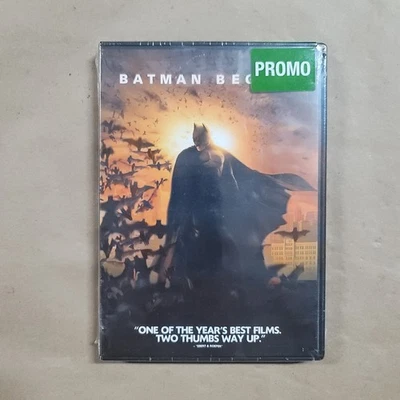 BATMAN BEG
PROMO
"ONE OF THE YEAR'S BEST FILMS.
TWO THUMBS WAY UP."